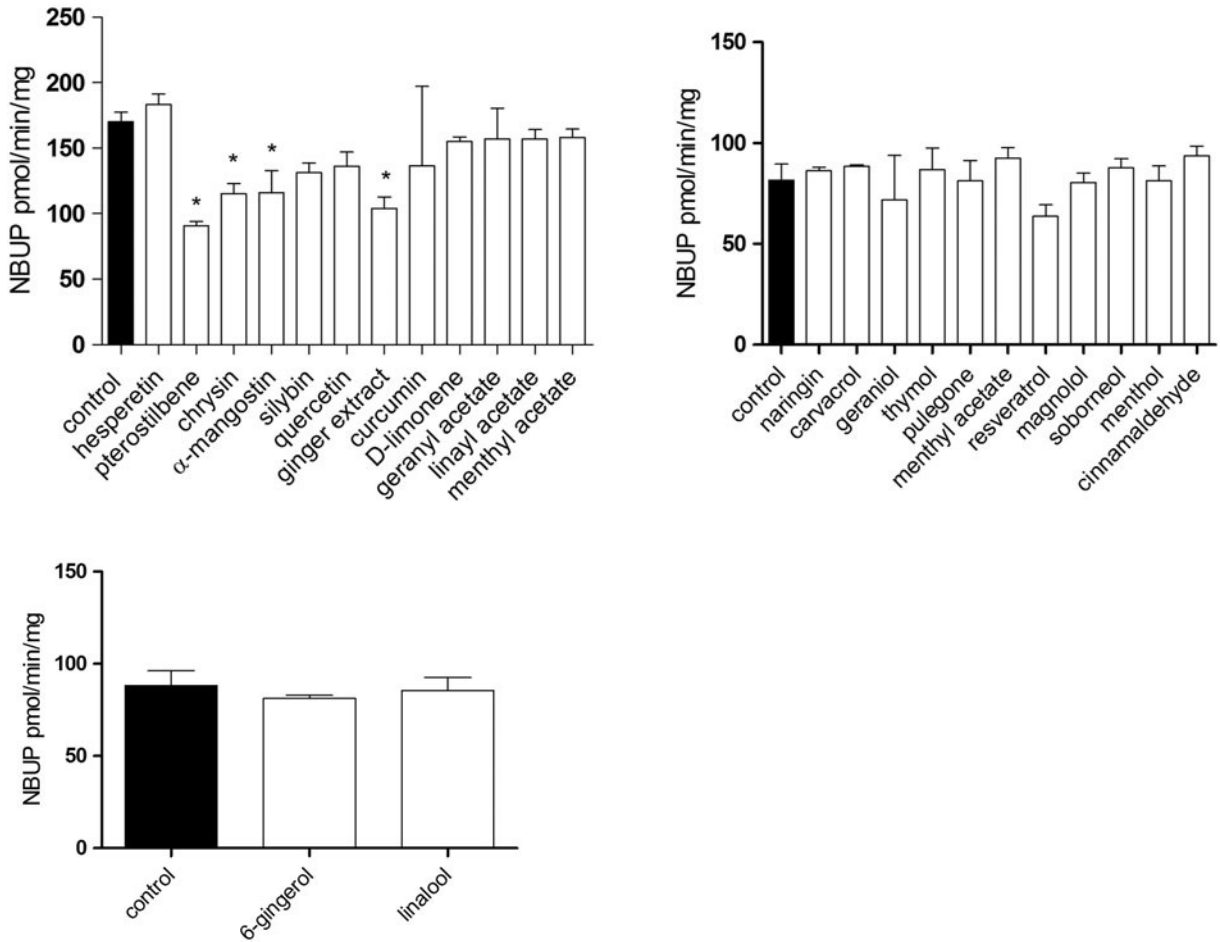 NBUP pmol/min/mg
250
200
150
100
50
0
*
*
*
*
control
hesperetin
pterostilbene
chrysin
α-mangostin
silybin
quercetin
ginger extract
curcumin
D-limonene
geranyl acetate
linayl acetate
menthyl acetate
NBUP pmol/min/mg
150
100
50
0
control
naringin
carvacrol
geraniol
thymol
pulegone
menthyl acetate
resveratrol
magnolol
soborneol
menthol
cinnamaldehyde
NBUP pmol/min/mg
150
100
50
0
control
6-gingerol
linalool